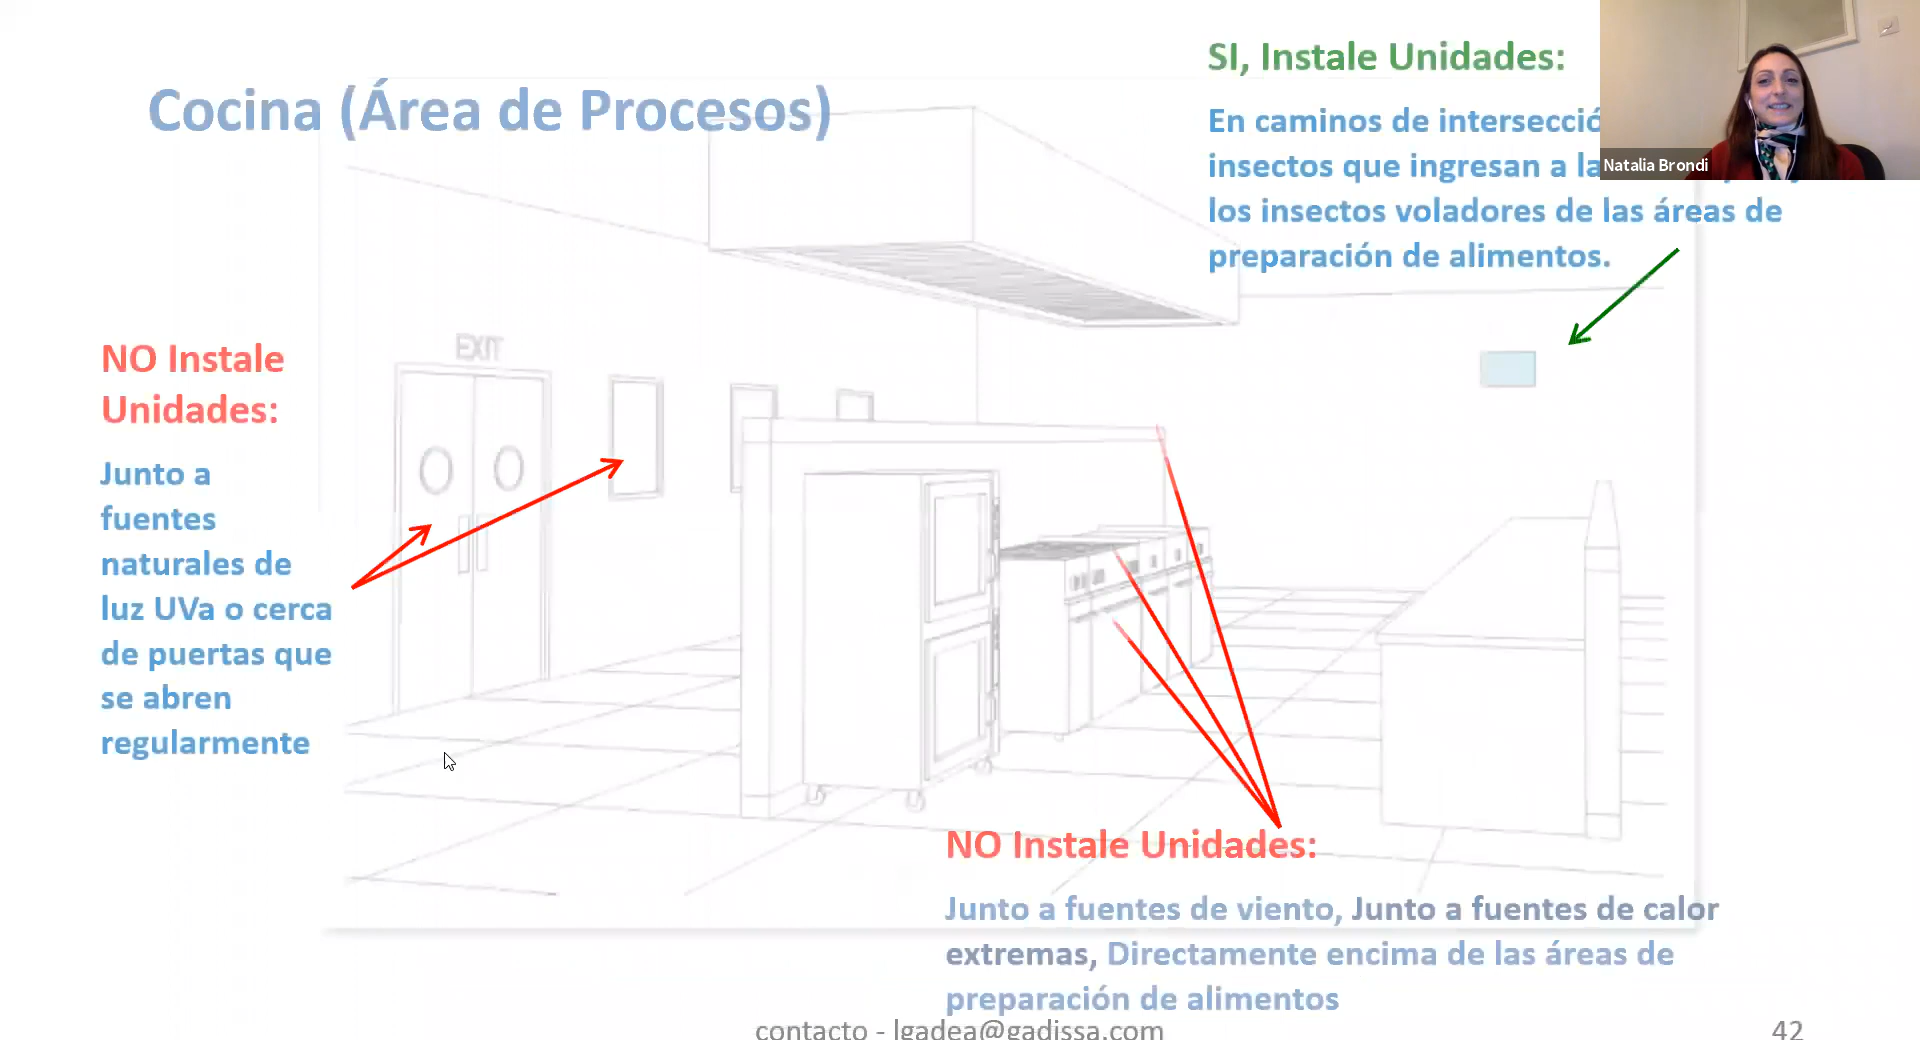 Cocina (Área de Procesos)
SI, Instale Unidades:
En caminos de intersecció
insectos que ingresan a la
los insectos voladores de las áreas de
preparación de alimentos.
Natalia Brondi
EXIT
NO Instale
Unidades:
Junto a
fuentes
naturales de
luz UVa o cerca
de puertas que
se abren
regularmente
NO Instale Unidades:
Junto a fuentes de viento, Junto a fuentes de calor
extremas, Directamente encima de las áreas de
preparación de alimentos
contacto - lgadea@gadissa.com
42